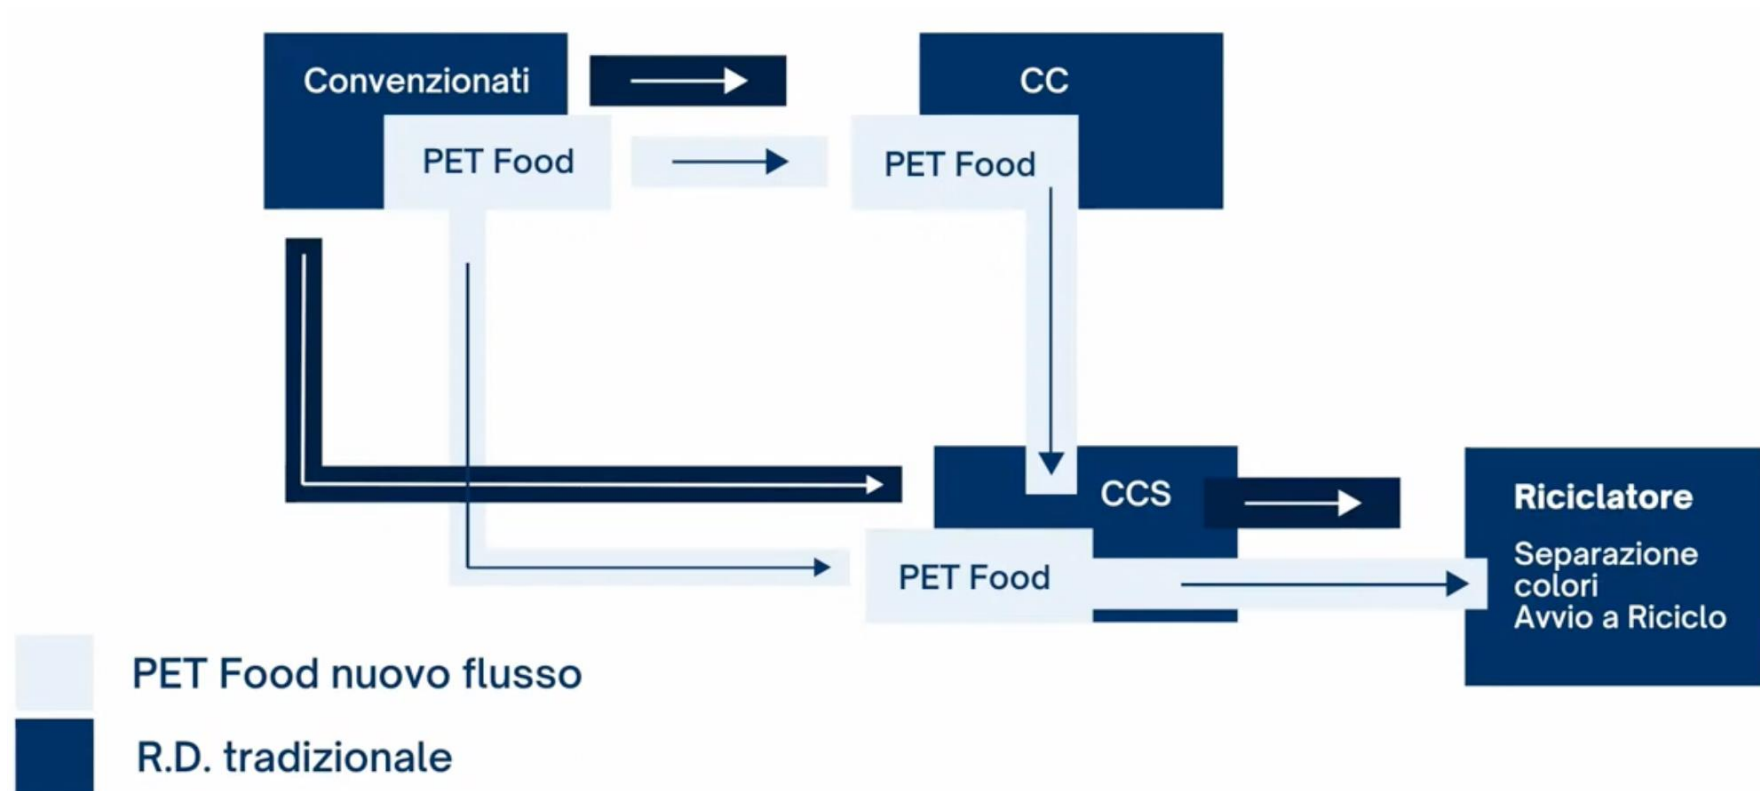 Convenzionati
CC
PET Food
PET Food
CCS
Riciclatore
PET Food
Separazione
colori
Avvio a Riciclo
PET Food nuovo flusso
R.D. tradizionale